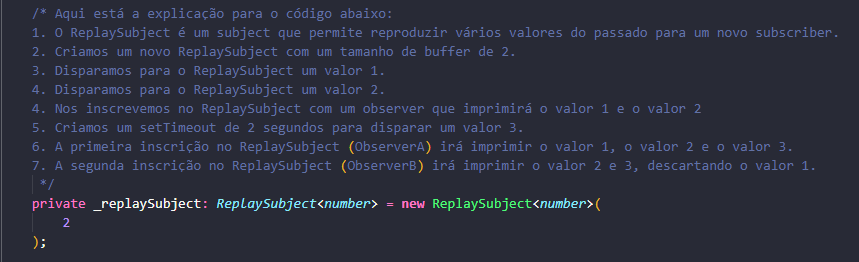 /* Aqui está a explicação para o código abaixo:
1. O ReplaySubject é um subject que permite reproduzir vários valores do passado para um novo subscriber.
2. Criamos um novo ReplaySubject com um tamanho de buffer de 2.
3. Disparamos para o ReplaySubject um valor 1.
4. Disparamos para o ReplaySubject um valor 2.
4. Nos inscrevemos no ReplaySubject com um observer que imprimirá o valor 1 e o valor 2
5. Criamos um setTimeout de 2 segundos para disparar um valor 3.
6. A primeira inscrição no ReplaySubject (ObserverA) irá imprimir o valor 1, o valor 2 e o valor 3.
7. A segunda inscrição no ReplaySubject (ObserverB) irá imprimir o valor 2 e 3, descartando o valor 1.
*/
private _replaySubject: ReplaySubject<number> = new ReplaySubject<number>(
2
);